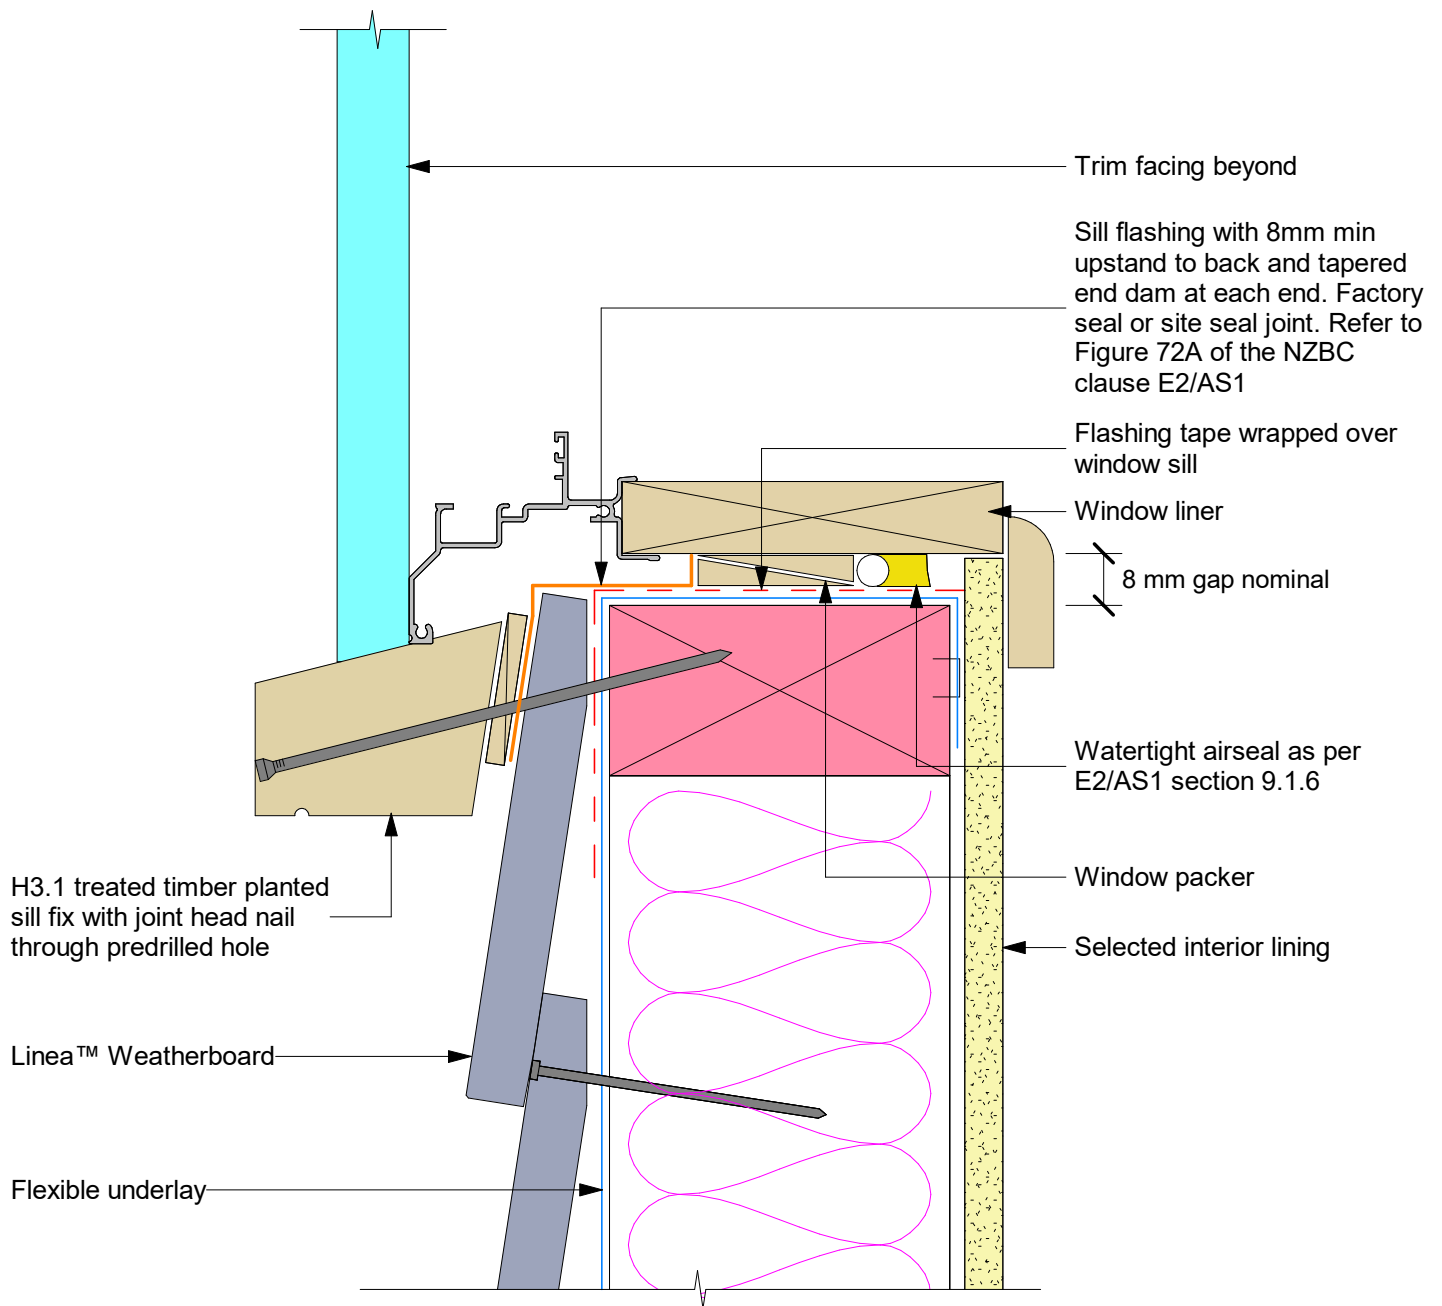 Trim facing beyond
Sill flashing with 8mm min
upstand to back and tapered
end dam at each end. Factory
seal or site seal joint. Refer to
Figure 72A of the NZBC
clause E2/AS1
Flashing tape wrapped over
window sill
Window liner
8 mm gap nominal
Watertight airseal as per
E2/AS1 section 9.1.6
Window packer
Selected interior lining
H3.1 treated timber planted
sill fix with joint head nail
through predrilled hole
Linea™ Weatherboard
Flexible underlay